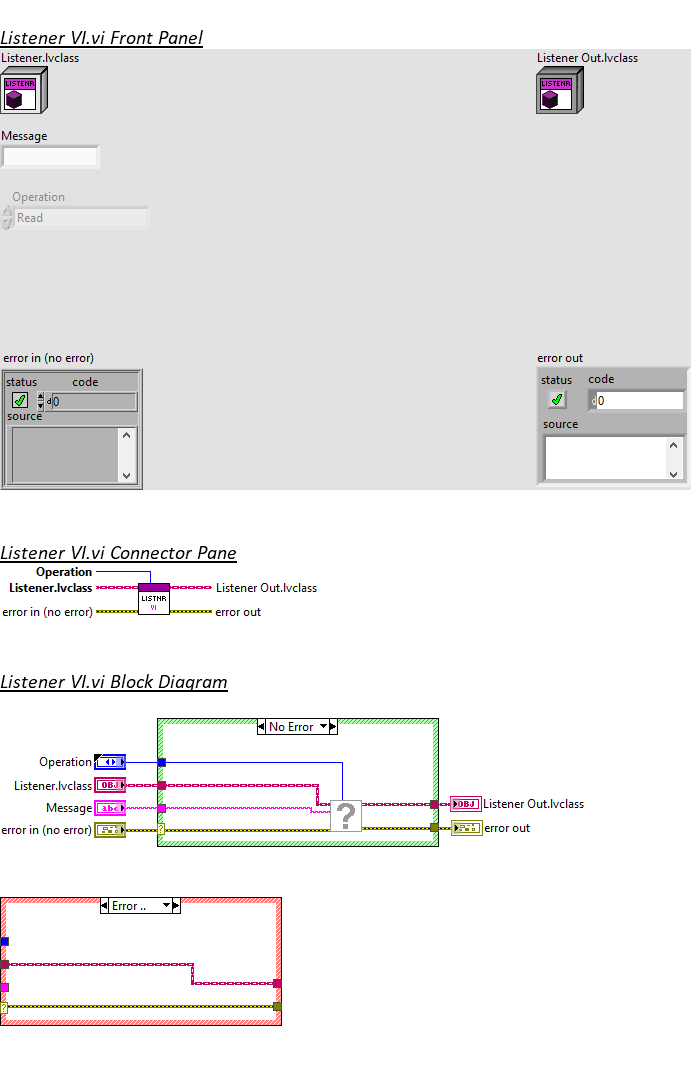 Listener VI.vi Front Panel
Listener.lvclass
Listener Out.lvclass
LISTENR
LISTENR
Message
Operation
Read
error in (no error)
error out
status code
status code
d0
d0
source
source
Listener VI.vi Connector Pane
Operation
Listener.lvclass
Listener Out.lvclass
LISTNR
VI
error in (no error)
error out
Listener VI.vi Block Diagram
No Error
Operation
Listener.lvclass
OBJ
Message
abc
OBJ
Listener Out.lvclass
?
error in (no error)
?
error out
Error ..
?